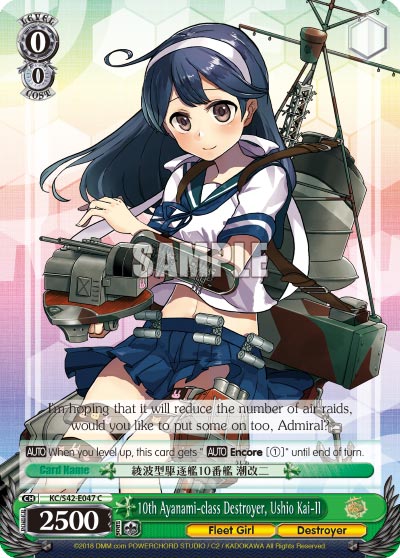 LEVEL
0
0
COST
SAMPLE
I'm hoping that it will reduce the number of air raids,
would you like to put some on too, Admiral?
AUTO When you level up, this card gets " AUTO Encore [①]" until end of turn.
Card Name 綾波型駆逐艦10番艦 潮改二
CH KC/S42-E047 C
10th Ayanami-class Destroyer, Ushio Kai-II
2500
Fleet Girl Destroyer
©2018 DMM.com POWERCHORD STUDIO / C2 / KADOKAWA All Rights Reserved.